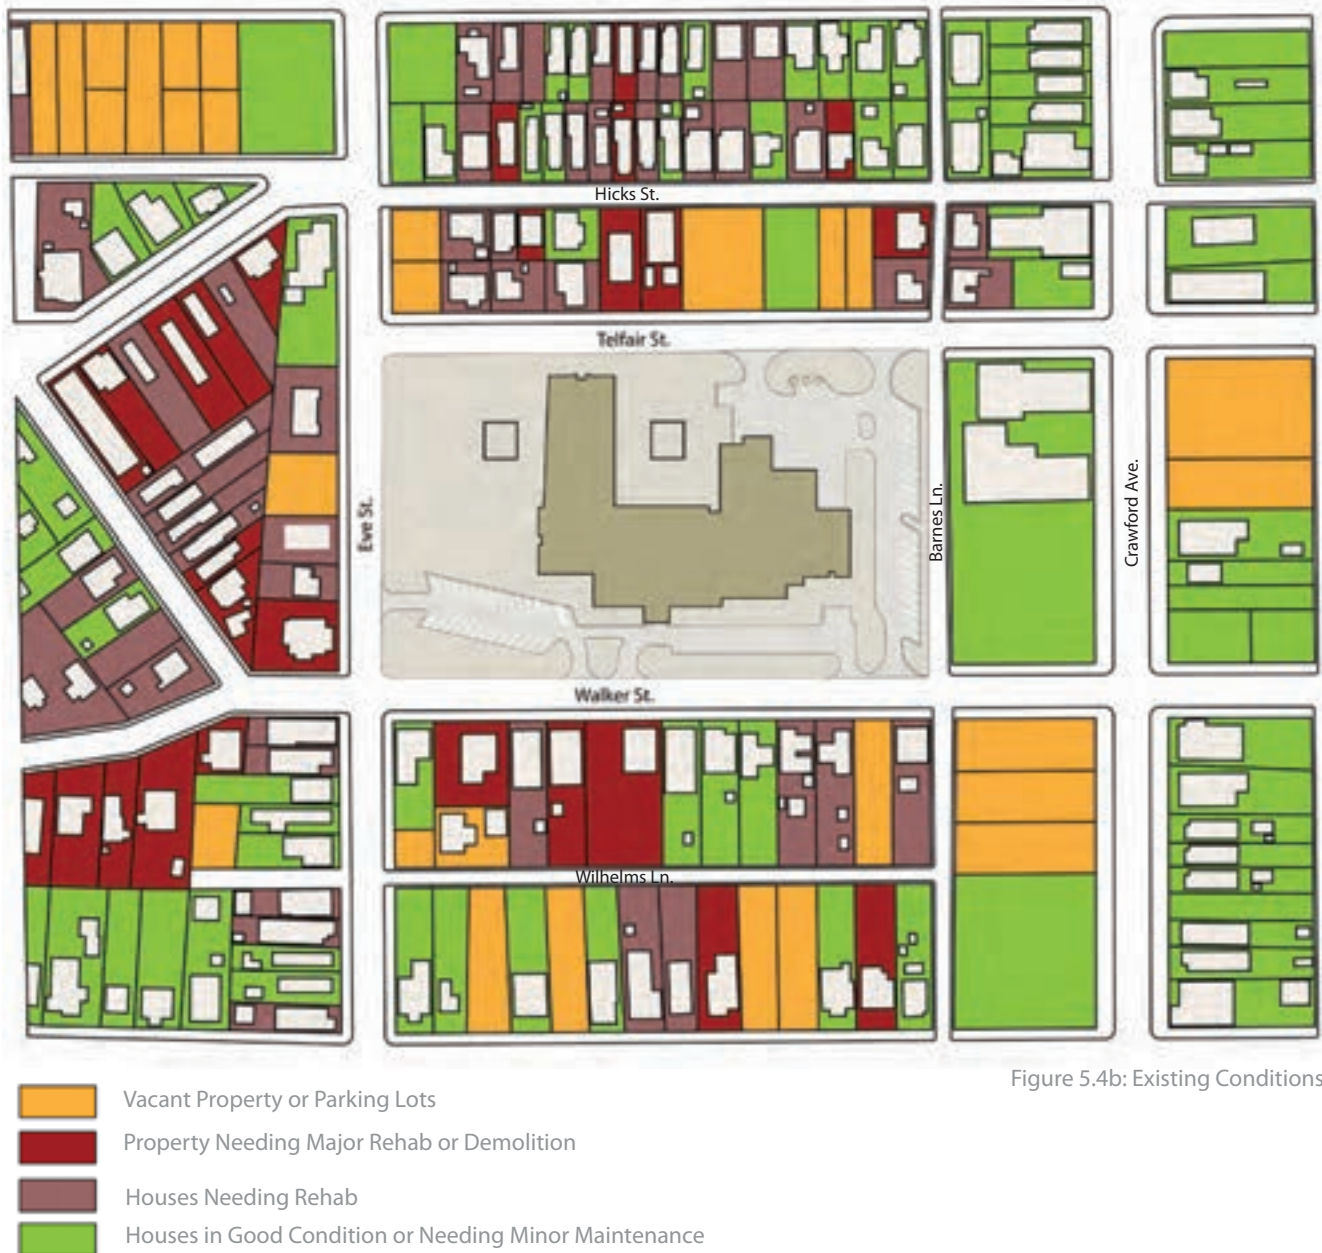 Hicks St.
Telfair St.
Eve St.
Barnes Ln.
Crawford Ave.
Walker St.
Wilhelms Ln.
Figure 5.4b: Existing Conditions
Vacant Property or Parking Lots
Property Needing Major Rehab or Demolition
Houses Needing Rehab
Houses in Good Condition or Needing Minor Maintenance